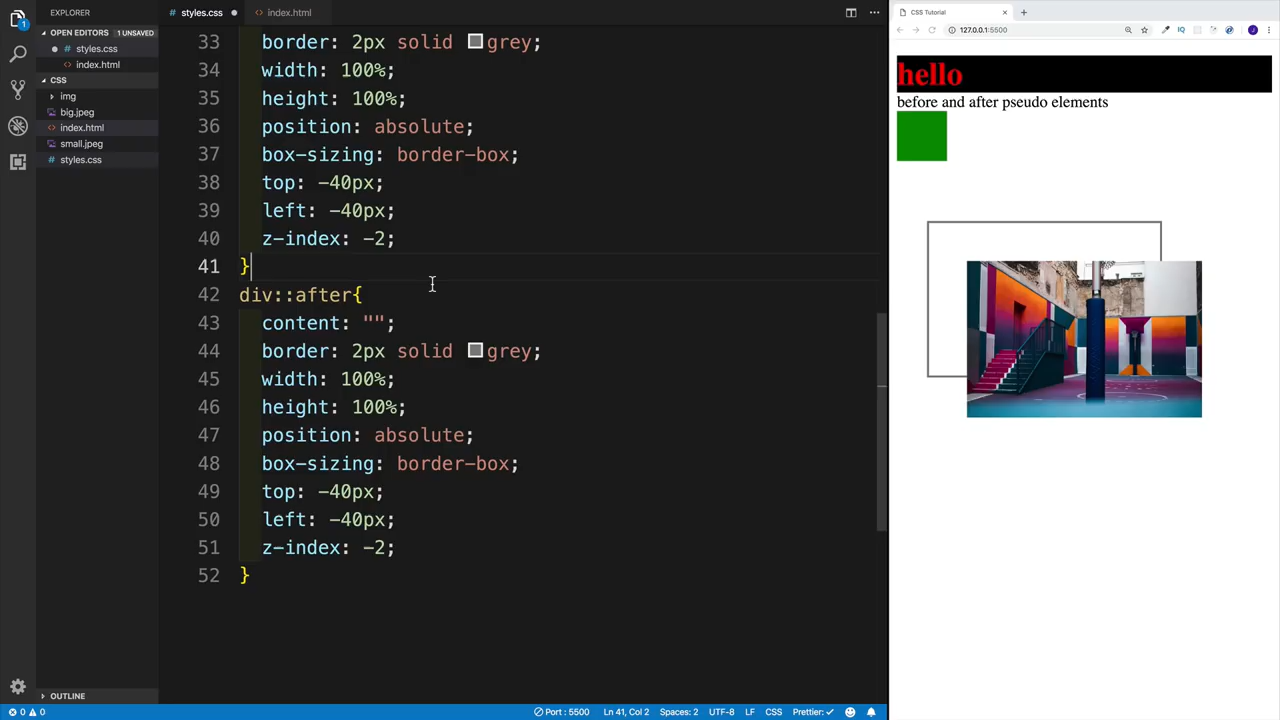 EXPLORER
OPEN EDITORS 1 UNSAVED
styles.css
index.html
CSS
img
big.jpeg
index.html
small.jpeg
styles.css
OUTLINE
styles.css
index.html
33 border: 2px solid grey;
34 width: 100%;
35 height: 100%;
36 position: absolute;
37 box-sizing: border-box;
38 top: -40px;
39 left: -40px;
40 z-index: -2;
41 }
42 div::after{
43 content: "";
44 border: 2px solid grey;
45 width: 100%;
46 height: 100%;
47 position: absolute;
48 box-sizing: border-box;
49 top: -40px;
50 left: -40px;
51 z-index: -2;
52 }
0 0 Port : 5500 Ln 41, Col 2 Spaces: 2 UTF-8 LF CSS Prettier: ✓
CSS Tutorial
127.0.0.1:5500
hello
before and after pseudo elements